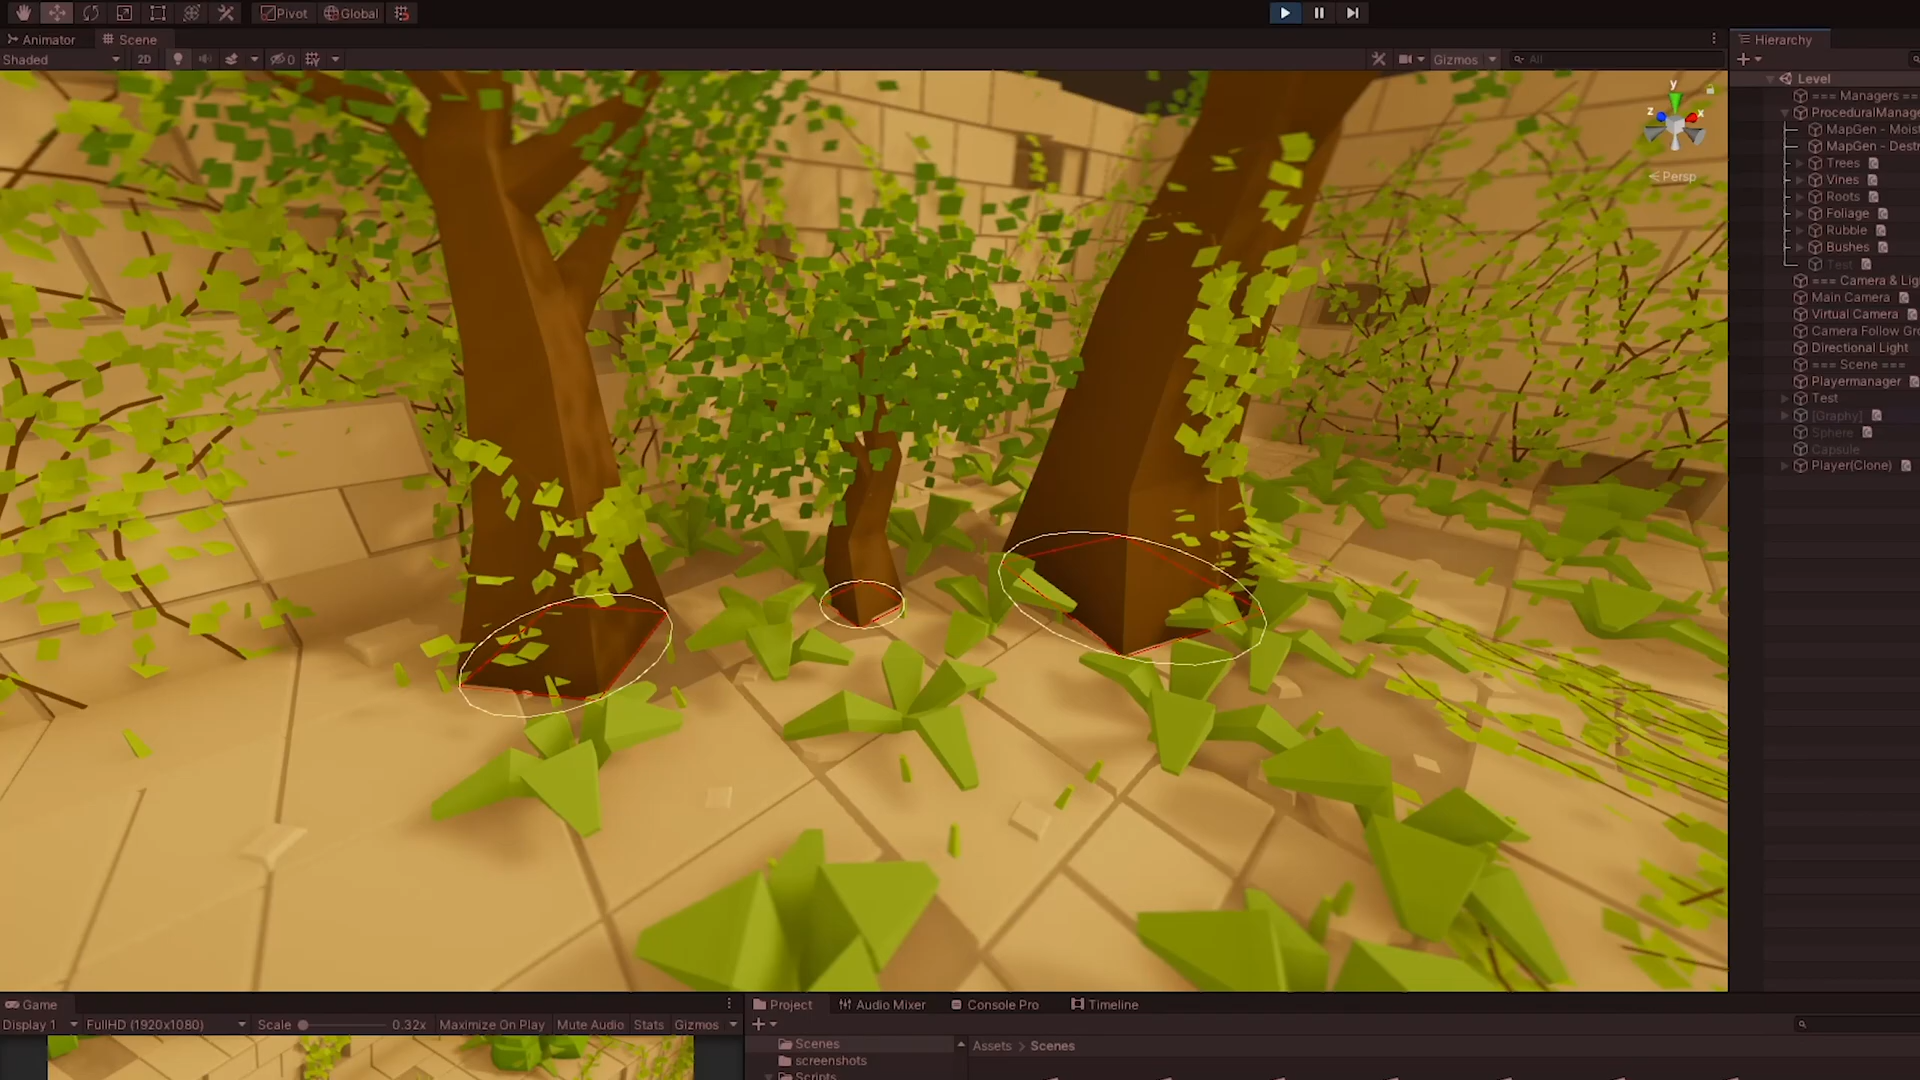 Pivot Global
Animator Scene
Shaded 2D 0 Gizmos All
y
z x
Persp
Hierarchy
Level
=== Managers ==
ProceduralManage
MapGen - Mois
MapGen - Destr
Trees
Vines
Roots
Foliage
Rubble
Bushes
Test
=== Camera & Lig
Main Camera
Virtual Camera
Camera Follow Gr
Directional Light
=== Scene ===
Playermanager
Test
[Graphy]
Sphere
Capsule
Player(Clone)
Game
Display 1 FullHD (1920x1080) Scale 0.32x Maximize On Play Mute Audio Stats Gizmos
Project Audio Mixer Console Pro Timeline
Scenes
screenshots
Scripts
Assets > Scenes